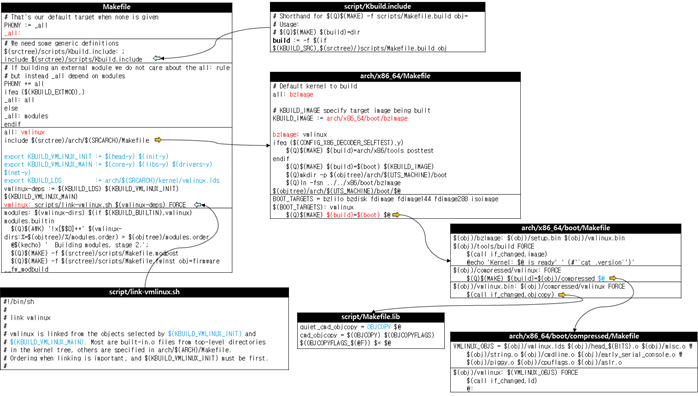 Makefile
# That's our default target when none is given
PHONY := _all
_all:
# We need some generic definitions
$(srctree)/scripts/Kbuild.include: ;
include $(srctree)/scripts/Kbuild.include
# If building an external module we do not care about the all: rule
# but instead _all depend on modules
PHONY += all
ifeq ($(KBUILD_EXTMOD),)
_all: all
else
_all: modules
endif
all: vmlinux
include $(srctree)/arch/$(SRCARCH)/Makefile
export KBUILD_VMLINUX_INIT := $(head-y) $(init-y)
export KBUILD_VMLINUX_MAIN := $(core-y) $(libs-y) $(drivers-y)
$(net-y)
export KBUILD_LDS := arch/$(SRCARCH)/kernel/vmlinux.lds
vmlinux-deps := $(KBUILD_LDS) $(KBUILD_VMLINUX_INIT)
$(KBUILD_VMLINUX_MAIN)
vmlinux: scripts/link-vmlinux.sh $(vmlinux-deps) FORCE
modules: $(vmlinux-dirs) $(if $(KBUILD_BUILTIN),vmlinux)
modules.builtin
$(Q)$(AWK) '!x[$$0]++' $(vmlinux-
dirs:%=$(objtree)/%/modules.order) > $(objtree)/modules.order
@$(kecho) ' Building modules, stage 2.';
$(Q)$(MAKE) -f $(srctree)/scripts/Makefile.modpost
$(Q)$(MAKE) -f $(srctree)/scripts/Makefile.fwinst obj=firmware
__fw_modbuild
script/link-vmlinux.sh
#!/bin/sh
#
# link vmlinux
#
# vmlinux is linked from the objects selected by $(KBUILD_VMLINUX_INIT) and
# $(KBUILD_VMLINUX_MAIN). Most are built-in.o files from top-level directories
# in the kernel tree, others are specified in arch/$(ARCH)/Makefile.
# Ordering when linking is important, and $(KBUILD_VMLINUX_INIT) must be first.
#
script/Kbuild.include
# Shorthand for $(Q)$(MAKE) -f scripts/Makefile.build obj=
# Usage:
# $(Q)$(MAKE) $(build)=dir
build := -f $(if
$(KBUILD_SRC),$(srctree)/)scripts/Makefile.build obj
arch/x86_64/Makefile
# Default kernel to build
all: bzImage
# KBUILD_IMAGE specify target image being built
KBUILD_IMAGE := arch/x86_64/boot/bzImage
bzImage: vmlinux
ifeq ($(CONFIG_X86_DECODER_SELFTEST),y)
$(Q)$(MAKE) $(build)=arch/x86/tools posttest
endif
$(Q)$(MAKE) $(build)=$(boot) $(KBUILD_IMAGE)
$(Q)mkdir -p $(objtree)/arch/$(UTS_MACHINE)/boot
$(Q)ln -fsn ../../x86/boot/bzImage
$(objtree)/arch/$(UTS_MACHINE)/boot/$@
BOOT_TARGETS = bzlilo bzdisk fdimage fdimage144 fdimage288 isoimage
$(BOOT_TARGETS): vmlinux
$(Q)$(MAKE) $(build)=$(boot) $@
arch/x86_64/boot/Makefile
$(obj)/bzImage: $(obj)/setup.bin $(obj)/vmlinux.bin
$(obj)/tools/build FORCE
$(call if_changed,image)
@echo 'Kernel: $@ is ready' ' (#'`cat .version`')'
$(obj)/compressed/vmlinux: FORCE
$(Q)$(MAKE) $(build)=$(obj)/compressed $@
$(obj)/vmlinux.bin: $(obj)/compressed/vmlinux FORCE
$(call if_changed,objcopy)
script/Makefile.lib
quiet_cmd_objcopy = OBJCOPY $@
cmd_objcopy = $(OBJCOPY) $(OBJCOPYFLAGS)
$(OBJCOPYFLAGS_$(@F)) $< $@
arch/x86_64/boot/compressed/Makefile
VMLINUX_OBJS = $(obj)/vmlinux.lds $(obj)/head_$(BITS).o $(obj)/misc.o ₩
$(obj)/string.o $(obj)/cmdline.o $(obj)/early_serial_console.o ₩
$(obj)/piggy.o $(obj)/cpuflags.o $(obj)/aslr.o
$(obj)/vmlinux: $(VMLINUX_OBJS) FORCE
$(call if_changed,ld)
@: